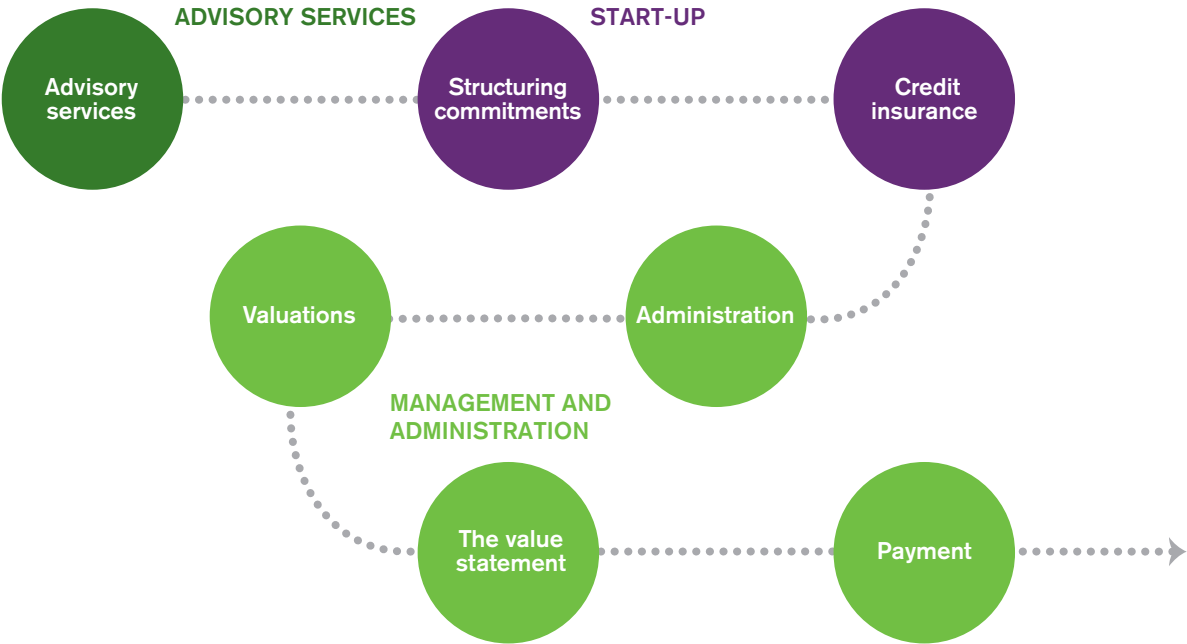 ADVISORY SERVICES
START-UP
Advisory
services
Structuring
commitments
Credit
insurance
Valuations
Administration
MANAGEMENT AND
ADMINISTRATION
The value
statement
Payment